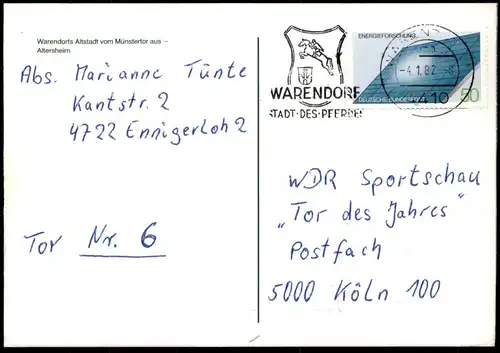 Warendorfs Altstadt vom Münstertor aus –
Altersheim
Abs. Marianne Tünte
Kantstr. 2
4722 Ennigerloh 2
Tor Nr. 6
ENERGIEFORSCHUNG
DEUTSCHE BUNDESPOST
50
WARENDORF
STADT·DES·PFERDES
-4.1.82
4410
WDR Sportschau
„Tor des Jahres"
Postfach
5000 Köln 100